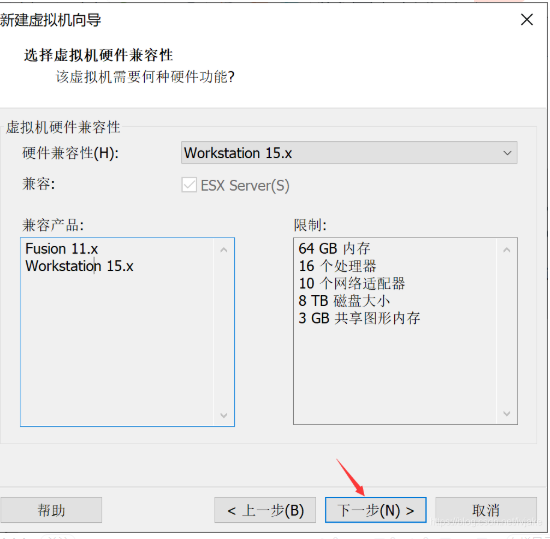 新建虚拟机向导
选择虚拟机硬件兼容性
该虚拟机需要何种硬件功能?
虚拟机硬件兼容性
硬件兼容性(H):
Workstation 15.x
兼容:
ESX Server(S)
兼容产品:
Fusion 11.x
Workstation 15.x
限制:
64 GB 内存
16 个处理器
10 个网络适配器
8 TB 磁盘大小
3 GB 共享图形内存
帮助
< 上一步(B)
下一步(N) >
取消